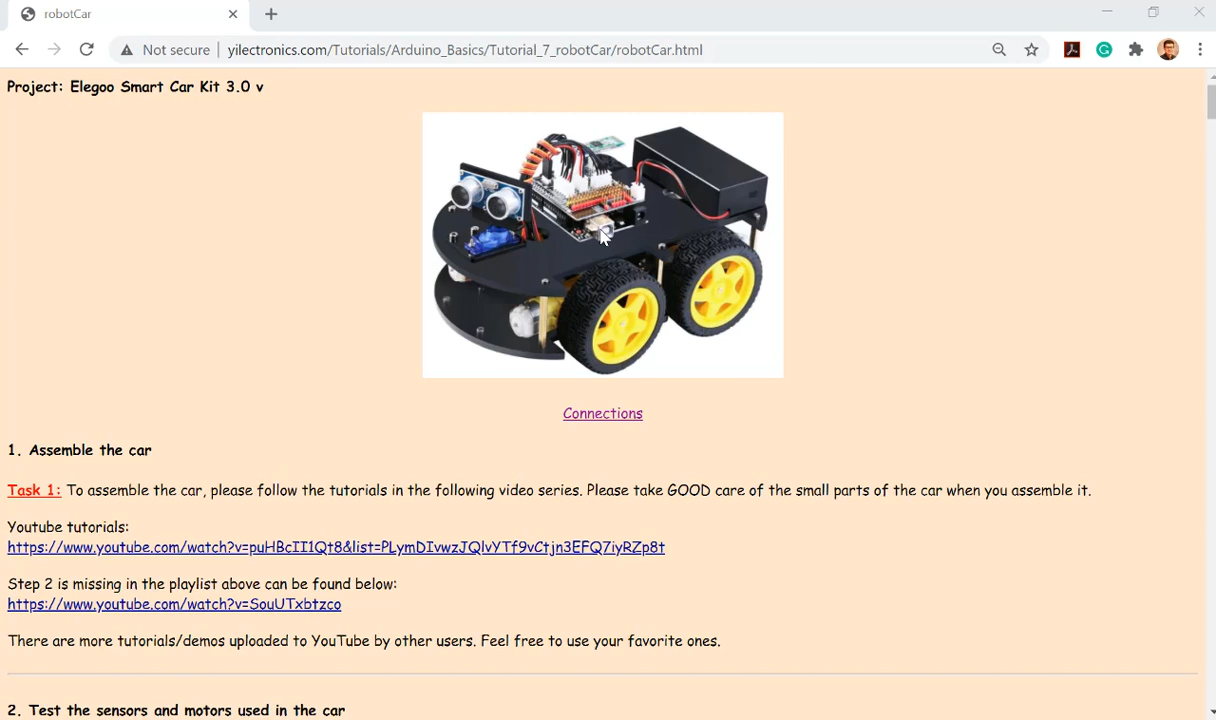 robotCar
Not secure | yilectronics.com/Tutorials/Arduino_Basics/Tutorial_7_robotCar/robotCar.html
Project: Elegoo Smart Car Kit 3.0 v
Connections
1. Assemble the car
Task 1: To assemble the car, please follow the tutorials in the following video series. Please take GOOD care of the small parts of the car when you assemble it.
Youtube tutorials:
https://www.youtube.com/watch?v=puHBcII1Qt8&list=PLymDIvwzJQlvYTf9vCtjn3EFQ7iyRZp8t
Step 2 is missing in the playlist above can be found below:
https://www.youtube.com/watch?v=SouUTxbtzco
There are more tutorials/demos uploaded to YouTube by other users. Feel free to use your favorite ones.
2. Test the sensors and motors used in the car